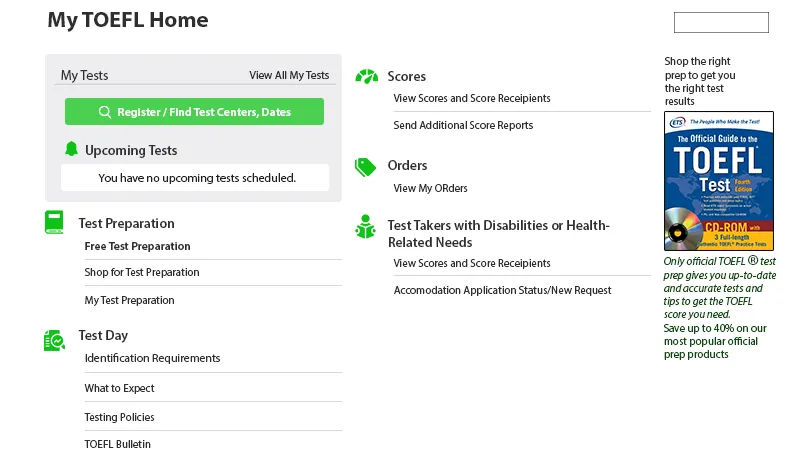 My TOEFL Home
My Tests
View All My Tests
Register / Find Test Centers, Dates
Upcoming Tests
You have no upcoming tests scheduled.
Test Preparation
Free Test Preparation
Shop for Test Preparation
My Test Preparation
Test Day
Identification Requirements
What to Expect
Testing Policies
TOEFL Bulletin
Scores
View Scores and Score Receipients
Send Additional Score Reports
Orders
View My ORders
Test Takers with Disabilities or Health-
Related Needs
View Scores and Score Receipients
Accomodation Application Status/New Request
Shop the right
prep to get you
the right test
results
ETS The People Who Make the Test!
The Official Guide to the
TOEFL
Test Fourth
Edition
CD-ROM with
3 Full-length
Authentic TOEFL Practice Tests
Only official TOEFL ® test
prep gives you up-to-date
and accurate tests and
tips to get the TOEFL
score you need.
Save up to 40% on our
most popular official
prep products